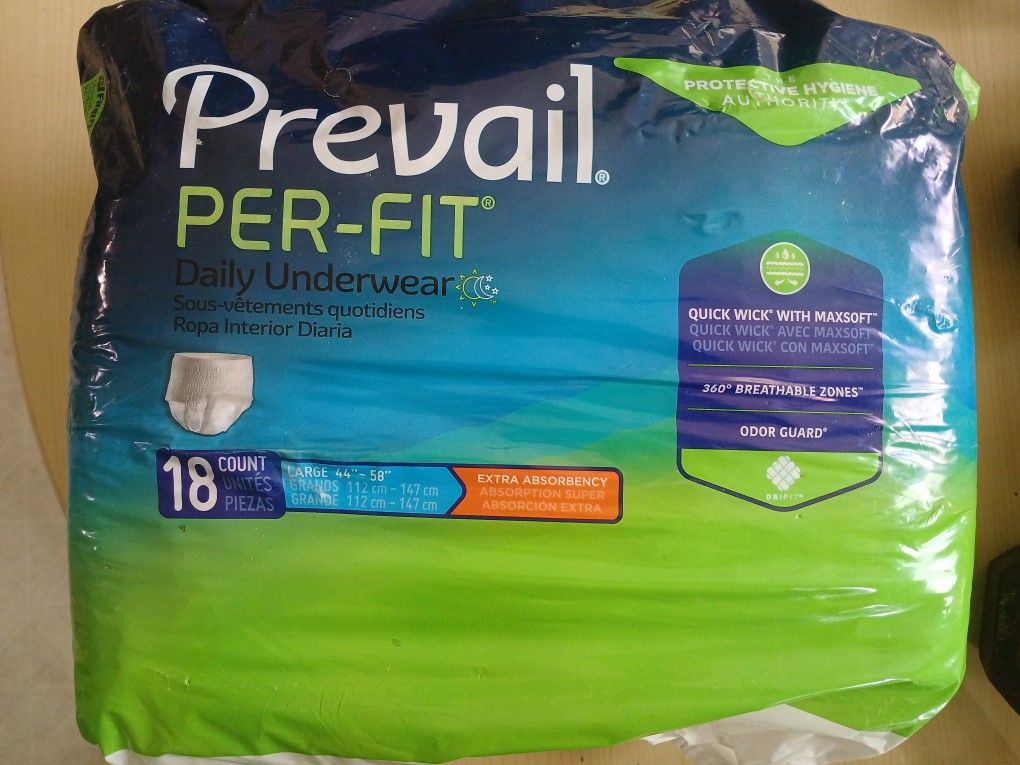 Prevail®
PER-FIT®
Daily Underwear™
Sous-vêtements quotidiens
Ropa Interior Diaria
THE
PROTECTIVE HYGIENE
AUTHORITY
QUICK WICK® WITH MAXSOFT™
QUICK WICK® AVEC MAXSOFT™
QUICK WICK® CON MAXSOFT™
360° BREATHABLE ZONES™
ODOR GUARD®
DRIFIT™
18 COUNT
UNITÉS
PIEZAS
LARGE 44" - 58"
GRANDS 112 cm - 147 cm
GRANDE 112 cm - 147 cm
EXTRA ABSORBENCY
ABSORPTION SUPER
ABSORCIÓN EXTRA